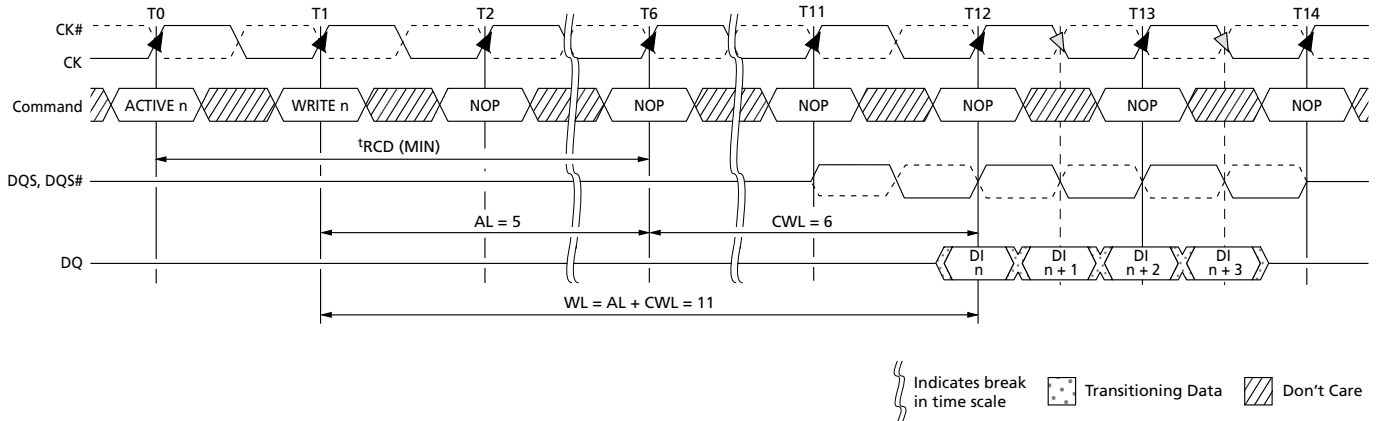 T0 T1 T2 T6 T11 T12 T13 T14
CK#
CK
Command ACTIVE n WRITE n NOP NOP NOP NOP NOP NOP
tRCD (MIN)
DQS, DQS#
AL = 5 CWL = 6
DQ DI n DI n + 1 DI n + 2 DI n + 3
WL = AL + CWL = 11
Indicates break
in time scale
Transitioning Data
Don't Care